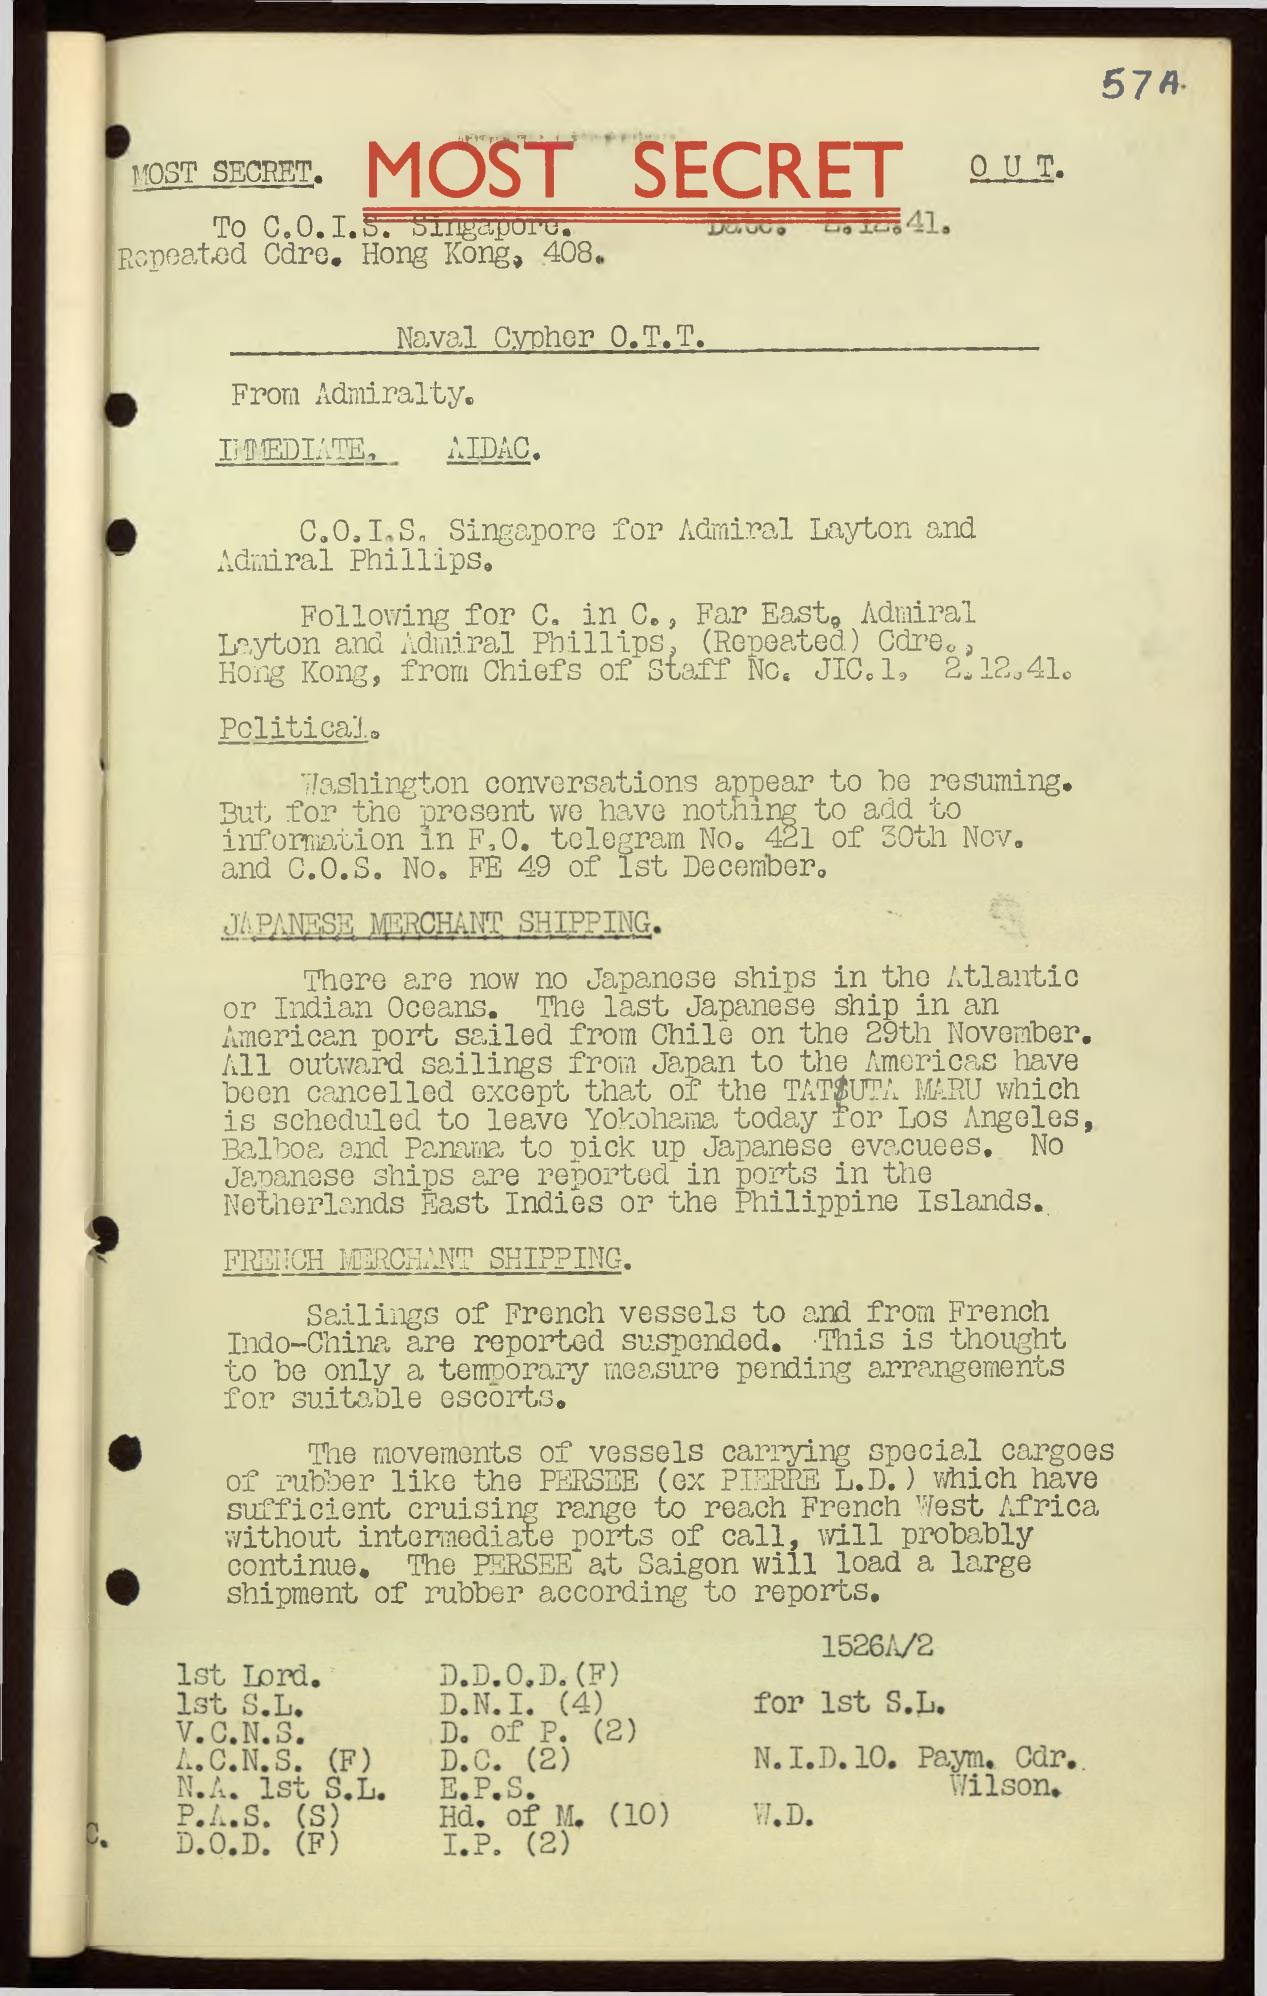 57A.
MOST SECRET. MOST SECRET O U T.
To C.O.I.S. Singapore. Date. 2.12.41.
Repeated Cdre. Hong Kong, 408.
Naval Cypher O.T.T.
From Admiralty.
IMMEDIATE. AIDAC.
C.O.I.S. Singapore for Admiral Layton and
Admiral Phillips.
Following for C. in C., Far East, Admiral
Layton and Admiral Phillips, (Repeated) Cdre.,
Hong Kong, from Chiefs of Staff No. JIC.1, 2.12.41.
Political.
Washington conversations appear to be resuming.
But for the present we have nothing to add to
information in F.O. telegram No. 421 of 30th Nov.
and C.O.S. No. FE 49 of 1st December.
JAPANESE MERCHANT SHIPPING.
There are now no Japanese ships in the Atlantic
or Indian Oceans. The last Japanese ship in an
American port sailed from Chile on the 29th November.
All outward sailings from Japan to the Americas have
been cancelled except that of the TATSUTA MARU which
is scheduled to leave Yokohama today for Los Angeles,
Balboa and Panama to pick up Japanese evacuees. No
Japanese ships are reported in ports in the
Netherlands East Indies or the Philippine Islands.
FRENCH MERCHANT SHIPPING.
Sailings of French vessels to and from French
Indo-China are reported suspended. This is thought
to be only a temporary measure pending arrangements
for suitable escorts.
The movements of vessels carrying special cargoes
of rubber like the PERSEE (ex PIERRE L.D.) which have
sufficient cruising range to reach French West Africa
without intermediate ports of call, will probably
continue. The PERSEE at Saigon will load a large
shipment of rubber according to reports.
1526A/2
1st Lord. D.D.O.D.(F)
1st S.L. D.N.I. (4) for 1st S.L.
V.C.N.S. D. of P. (2)
A.C.N.S. (F) D.C. (2) N.I.D.10. Paym. Cdr.
N.A. 1st S.L. E.P.S. Wilson.
P.A.S. (S) Hd. of M. (10) W.D.
C. D.O.D. (F) I.P. (2)